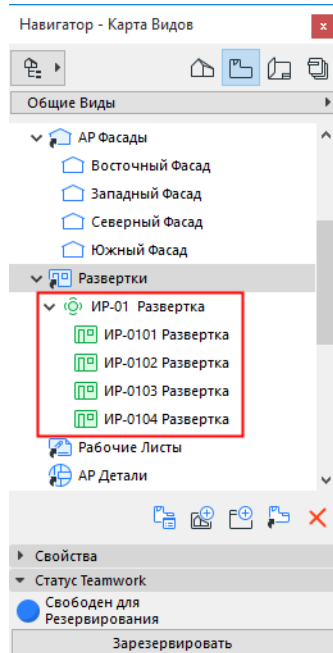 Навигатор - Карта Видов
x
Общие Виды
АР Фасады
Восточный Фасад
Западный Фасад
Северный Фасад
Южный Фасад
Развертки
ИР-01 Развертка
ИР-0101 Развертка
ИР-0102 Развертка
ИР-0103 Развертка
ИР-0104 Развертка
Рабочие Листы
АР Детали
Свойства
Статус Teamwork
Свободен для
Резервирования
Зарезервировать